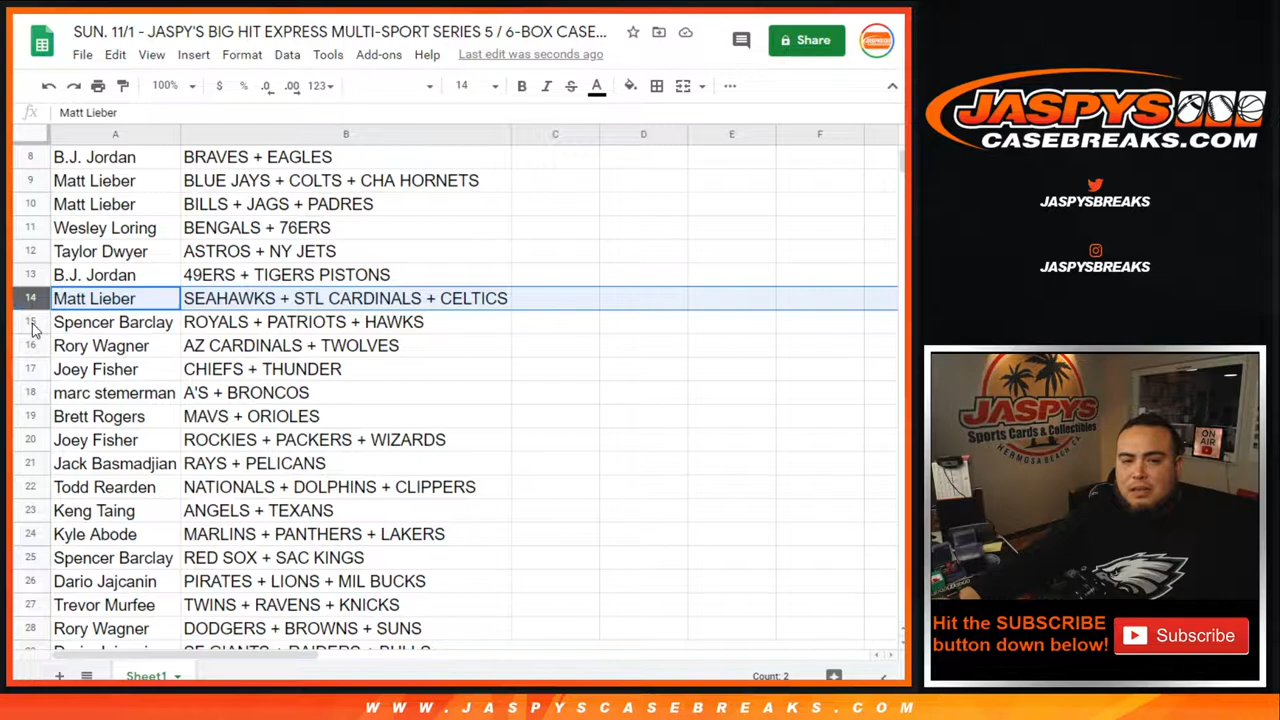 SUN. 11/1 - JASPY'S BIG HIT EXPRESS MULTI-SPORT SERIES 5 / 6-BOX CASE...
File Edit View Insert Format Data Tools Add-ons Help Last edit was seconds ago
Share
100% $ % .0 .00 123 14 B I S A
fx Matt Lieber
A B C D E F
8 B.J. Jordan BRAVES + EAGLES
9 Matt Lieber BLUE JAYS + COLTS + CHA HORNETS
10 Matt Lieber BILLS + JAGS + PADRES
11 Wesley Loring BENGALS + 76ERS
12 Taylor Dwyer ASTROS + NY JETS
13 B.J. Jordan 49ERS + TIGERS PISTONS
14 Matt Lieber SEAHAWKS + STL CARDINALS + CELTICS
15 Spencer Barclay ROYALS + PATRIOTS + HAWKS
16 Rory Wagner AZ CARDINALS + TWOLVES
17 Joey Fisher CHIEFS + THUNDER
18 marc stemerman A'S + BRONCOS
19 Brett Rogers MAVS + ORIOLES
20 Joey Fisher ROCKIES + PACKERS + WIZARDS
21 Jack Basmadjian RAYS + PELICANS
22 Todd Rearden NATIONALS + DOLPHINS + CLIPPERS
23 Keng Taing ANGELS + TEXANS
24 Kyle Abode MARLINS + PANTHERS + LAKERS
25 Spencer Barclay RED SOX + SAC KINGS
26 Dario Jajcanin PIRATES + LIONS + MIL BUCKS
27 Trevor Murfee TWINS + RAVENS + KNICKS
28 Rory Wagner DODGERS + BROWNS + SUNS
SF GIANTS + RAIDERS + BULLS
Sheet1
Count: 2
JASPYS
CASEBREAKS.COM
JASPYSBREAKS
JASPYSBREAKS
JASPYS
Sports Cards & Collectibles
HERMOSA BEACH, CA
ON AIR
Hit the SUBSCRIBE
button down below!
Subscribe
WWW.JASPYSCASEBREAKS.COM